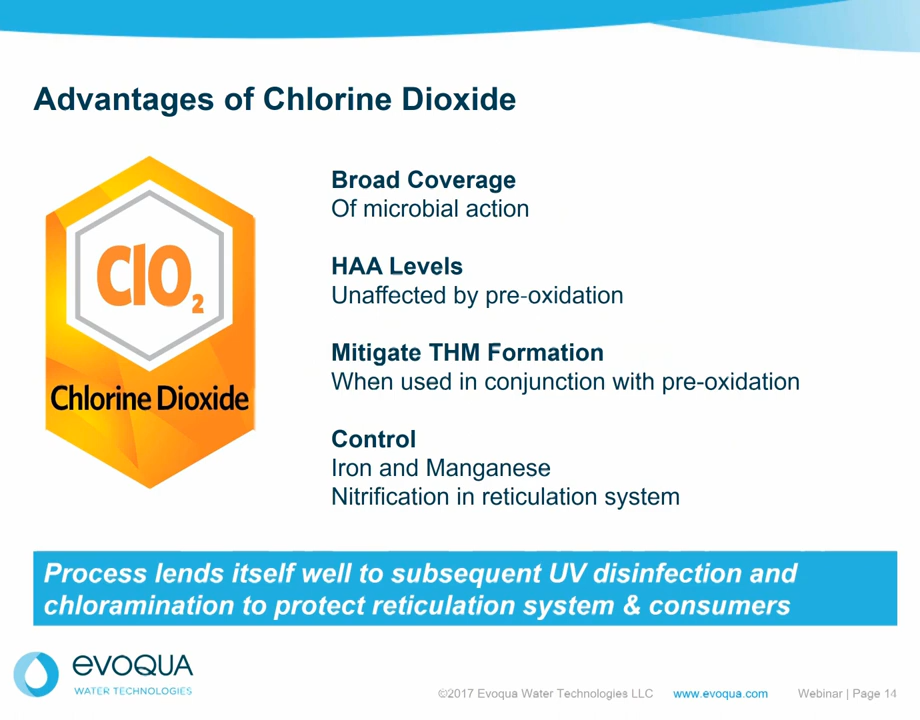 Advantages of Chlorine Dioxide
ClO2
Chlorine Dioxide
Broad Coverage
Of microbial action
HAA Levels
Unaffected by pre-oxidation
Mitigate THM Formation
When used in conjunction with pre-oxidation
Control
Iron and Manganese
Nitrification in reticulation system
Process lends itself well to subsequent UV disinfection and
chloramination to protect reticulation system & consumers
evoqua
WATER TECHNOLOGIES
©2017 Evoqua Water Technologies LLC www.evoqua.com Webinar | Page 14